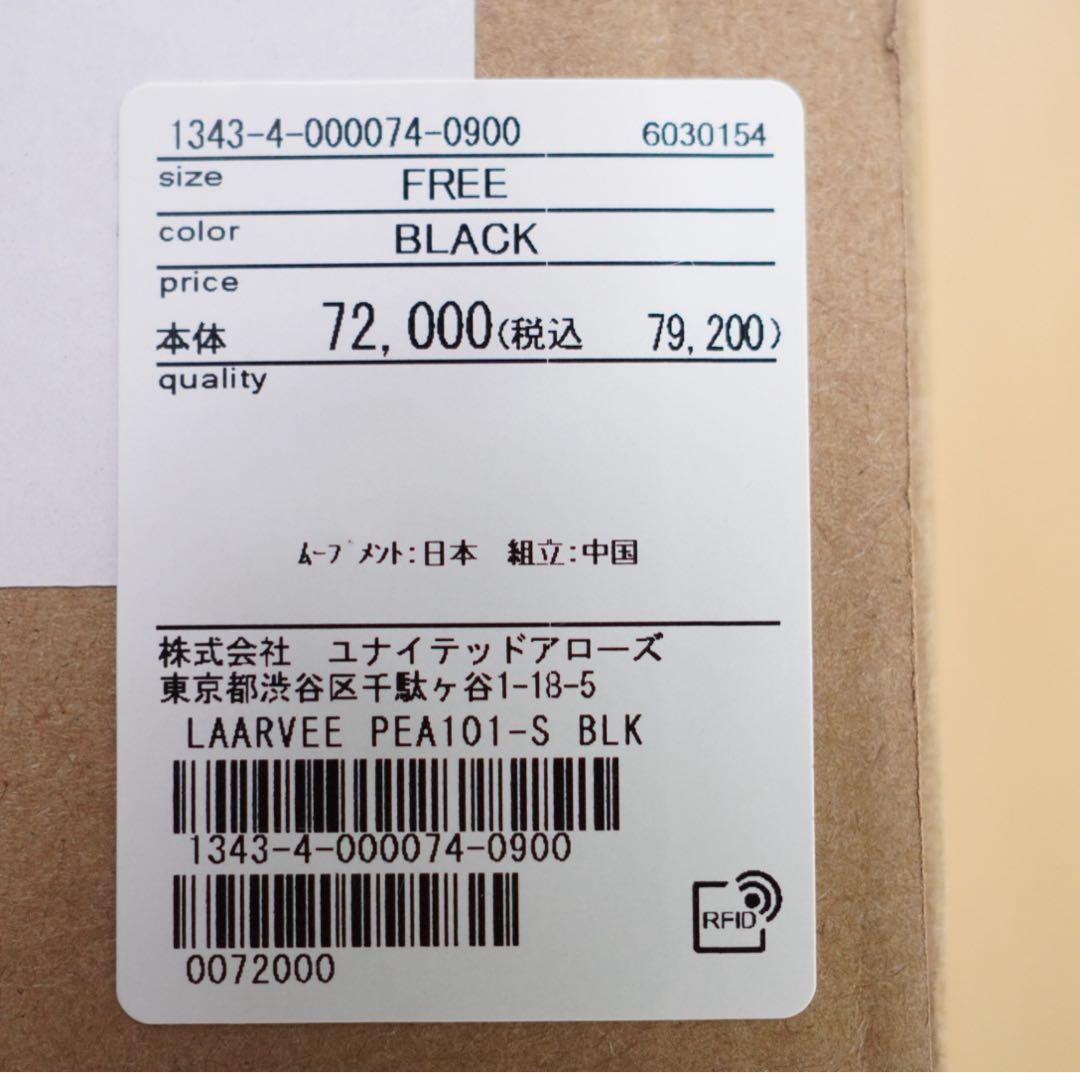 1343-4-000074-0900 6030154
size FREE
color BLACK
price
本体 72,000(税込 79,200)
quality
ﾑｰﾌﾞﾒﾝﾄ:日本 組立:中国
株式会社 ユナイテッドアローズ
東京都渋谷区千駄ヶ谷1-18-5
LAARVEE PEA101-S BLK
1343-4-000074-0900
RFID
0072000